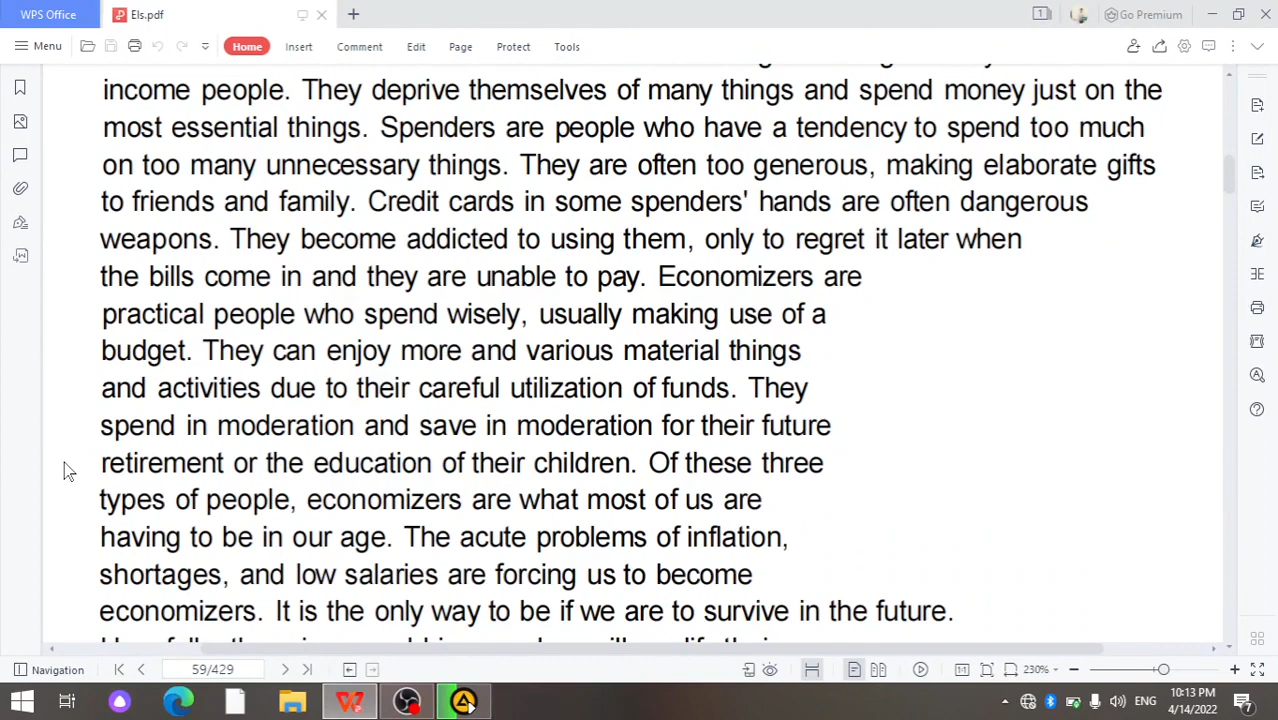 WPS Office
Els.pdf
1
Go Premium
Menu
Home
Insert
Comment
Edit
Page
Protect
Tools
income people. They deprive themselves of many things and spend money just on the
most essential things. Spenders are people who have a tendency to spend too much
on too many unnecessary things. They are often too generous, making elaborate gifts
to friends and family. Credit cards in some spenders' hands are often dangerous
weapons. They become addicted to using them, only to regret it later when
the bills come in and they are unable to pay. Economizers are
practical people who spend wisely, usually making use of a
budget. They can enjoy more and various material things
and activities due to their careful utilization of funds. They
spend in moderation and save in moderation for their future
retirement or the education of their children. Of these three
types of people, economizers are what most of us are
having to be in our age. The acute problems of inflation,
shortages, and low salaries are forcing us to become
economizers. It is the only way to be if we are to survive in the future.
Navigation
59/429
230%
ENG
10:13 PM
4/14/2022
7